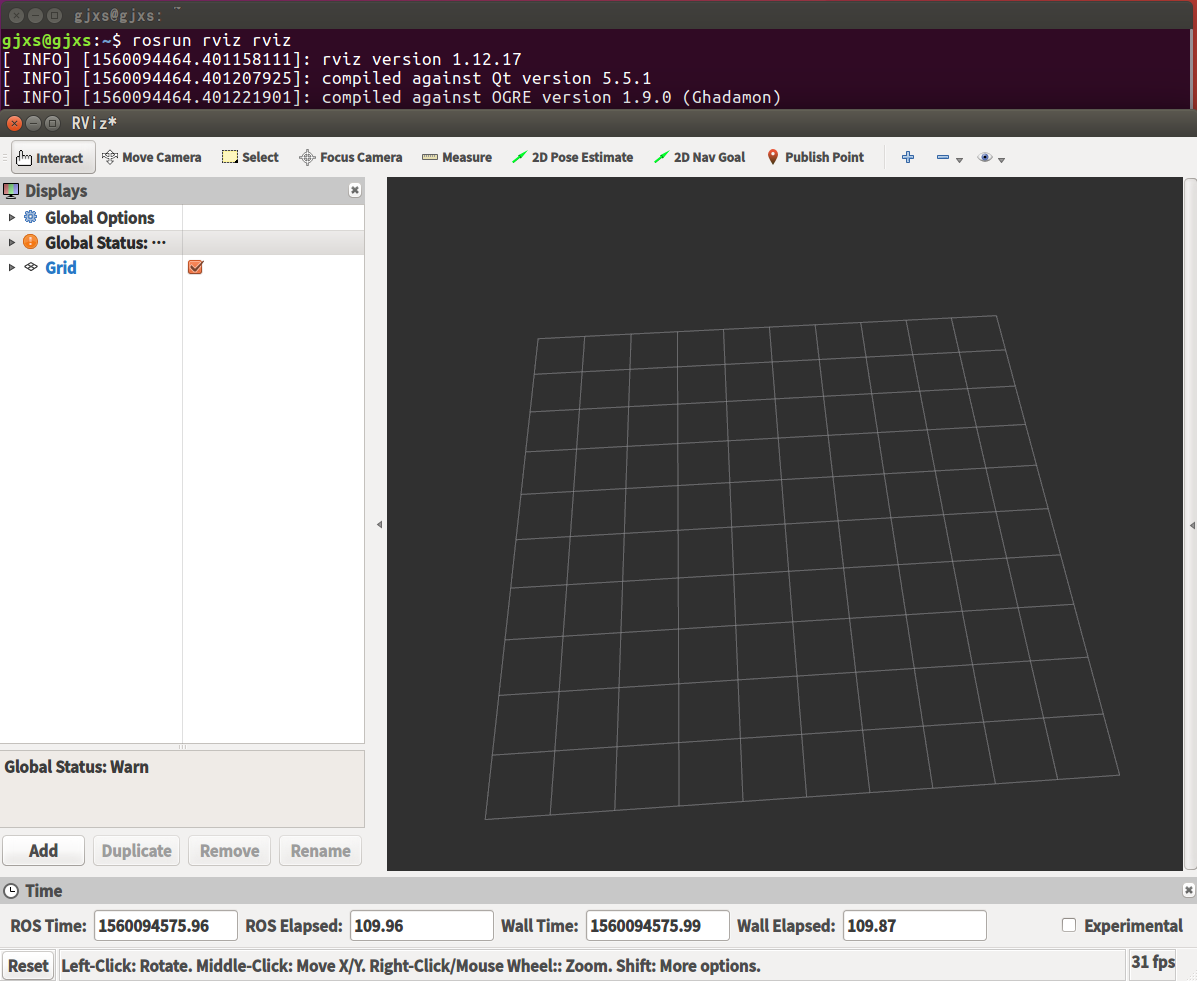 gjxs@gjxs: ~
gjxs@gjxs:~$ rosrun rviz rviz
[ INFO] [1560094464.401158111]: rviz version 1.12.17
[ INFO] [1560094464.401207925]: compiled against Qt version 5.5.1
[ INFO] [1560094464.401221901]: compiled against OGRE version 1.9.0 (Ghadamon)
RViz*
Interact Move Camera Select Focus Camera Measure 2D Pose Estimate 2D Nav Goal Publish Point
Displays
Global Options
Global Status: ...
Grid
Global Status: Warn
Add Duplicate Remove Rename
Time
ROS Time: 1560094575.96 ROS Elapsed: 109.96 Wall Time: 1560094575.99 Wall Elapsed: 109.87 Experimental
Reset Left-Click: Rotate. Middle-Click: Move X/Y. Right-Click/Mouse Wheel:: Zoom. Shift: More options. 31 fps